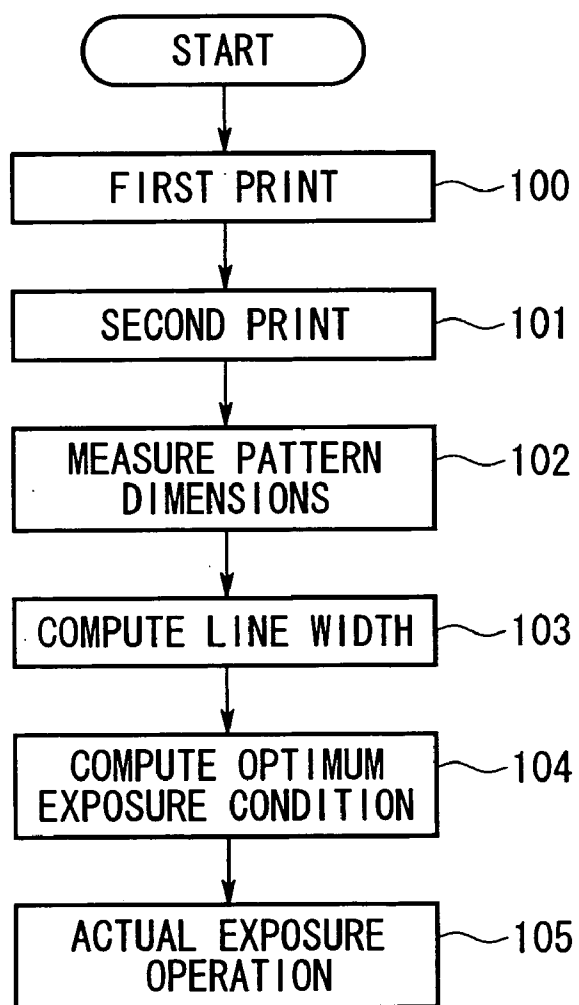 START
FIRST PRINT 100
SECOND PRINT 101
MEASURE PATTERN
DIMENSIONS
102
COMPUTE LINE WIDTH 103
COMPUTE OPTIMUM
EXPOSURE CONDITION
104
ACTUAL EXPOSURE
OPERATION
105